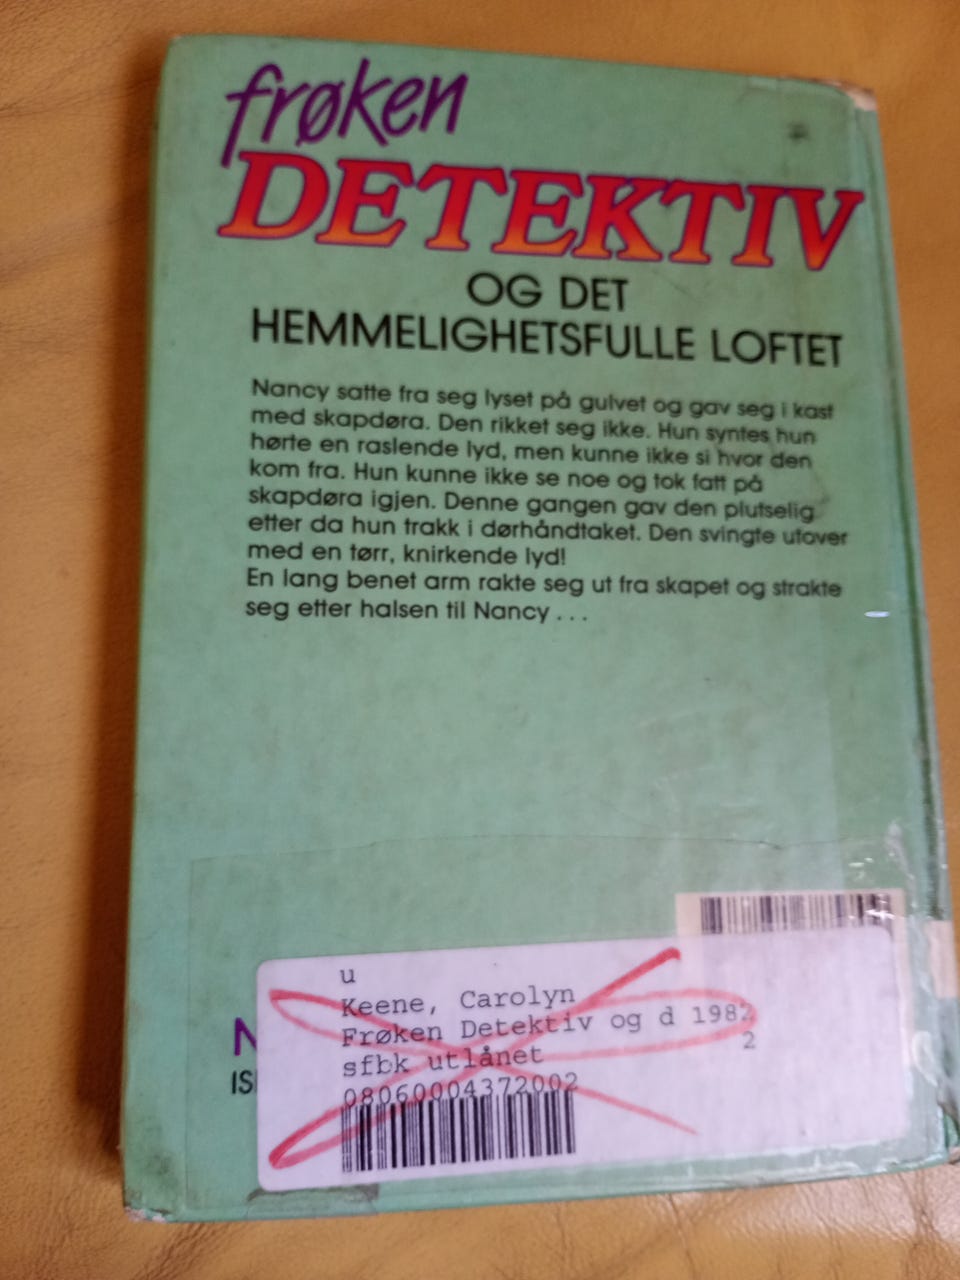 frøken
DETEKTIV
OG DET
HEMMELIGHETSFULLE LOFTET
Nancy satte fra seg lyset på gulvet og gav seg i kast
med skapdøra. Den rikket seg ikke. Hun syntes hun
hørte en raslende lyd, men kunne ikke si hvor den
kom fra. Hun kunne ikke se noe og tok fatt på
skapdøra igjen. Denne gangen gav den plutselig
etter da hun trakk i dørhåndtaket. Den svingte utover
med en tørr, knirkende lyd!
En lang benet arm rakte seg ut fra skapet og strakte
seg etter halsen til Nancy . . .
u
Keene, Carolyn
Frøken Detektiv og d 1982
sfbk utlånet 2
08060004372002
N
IS